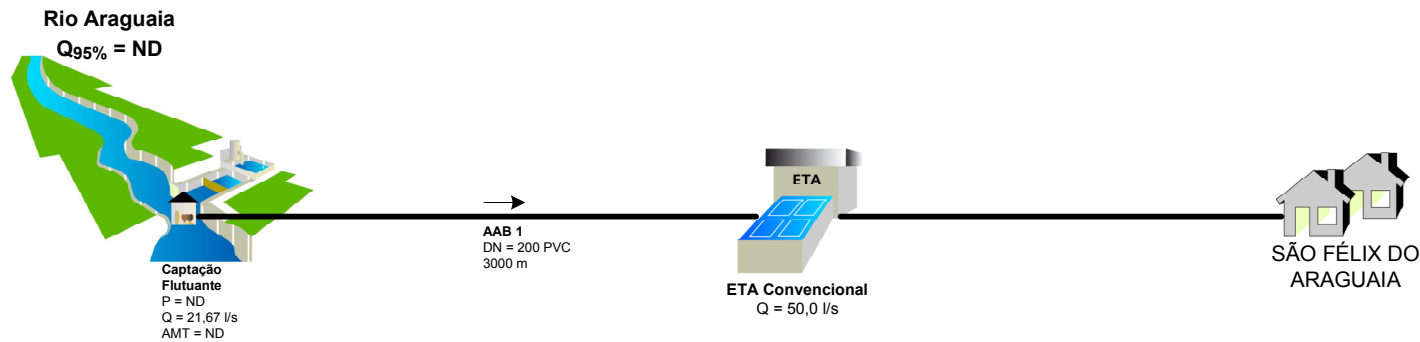 Rio Araguaia
Q95% = ND
Captação
Flutuante
P = ND
Q = 21,67 l/s
AMT = ND
AAB 1
DN = 200 PVC
3000 m
ETA
ETA Convencional
Q = 50,0 l/s
SÃO FÉLIX DO
ARAGUAIA